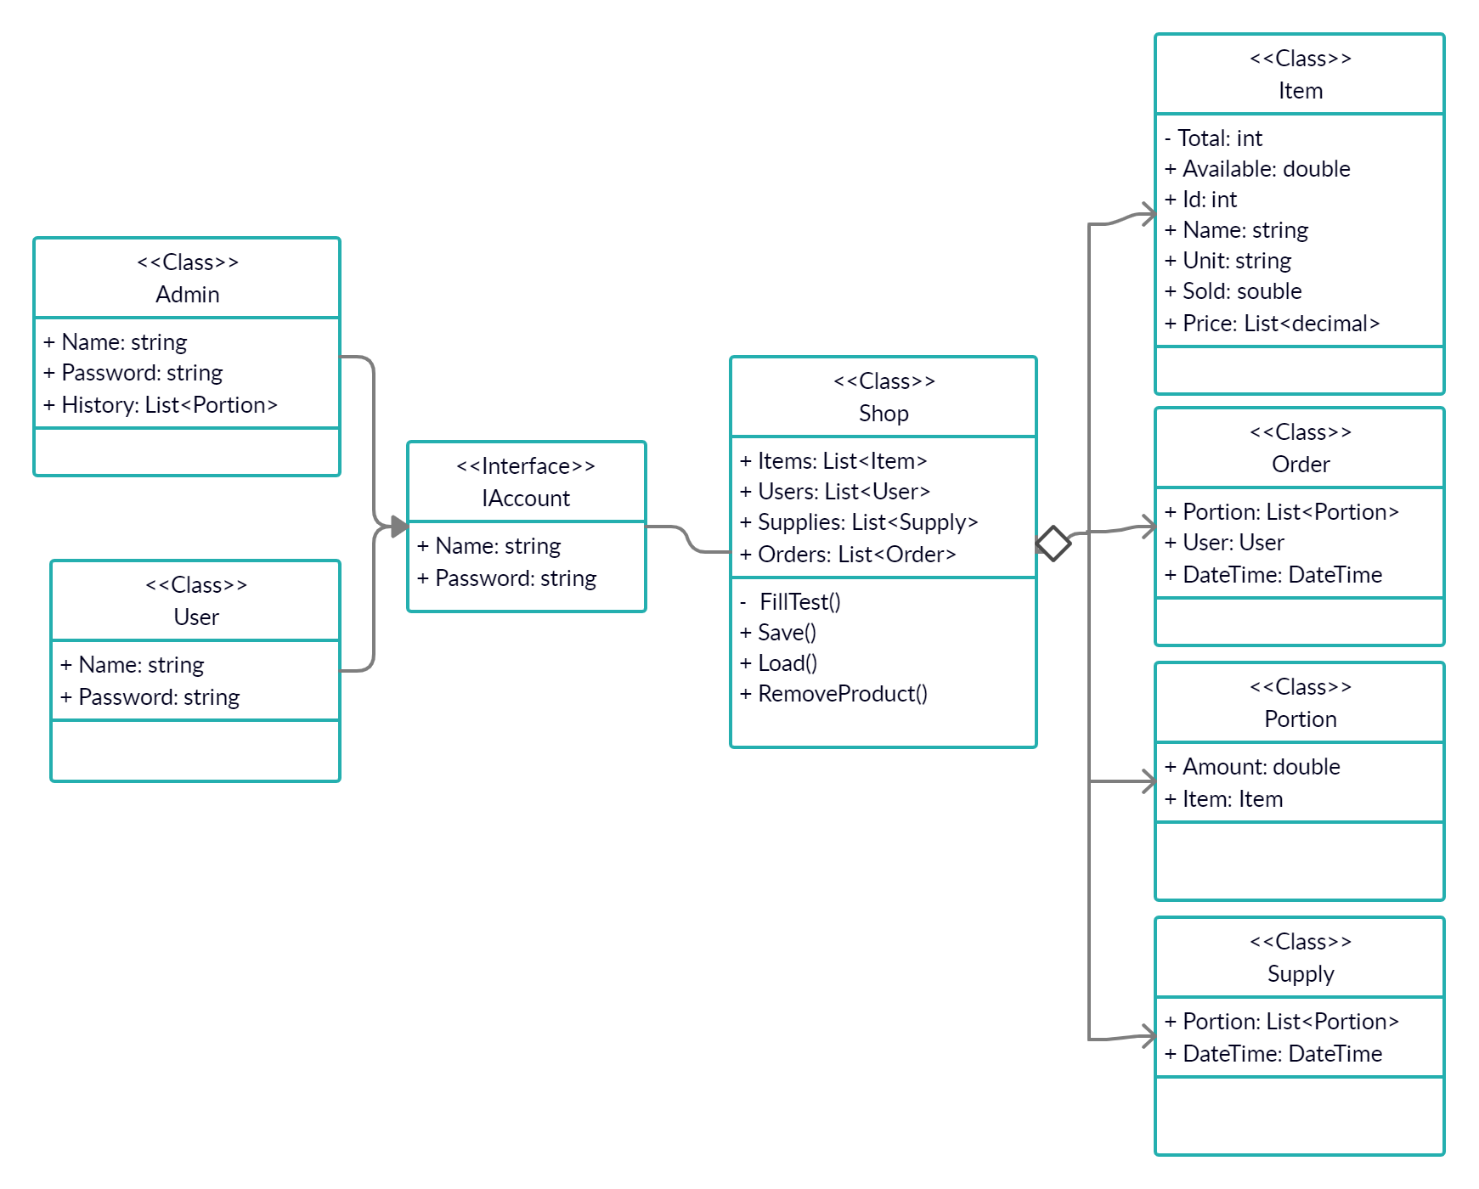 <<Class>>
Admin
+ Name: string
+ Password: string
+ History: List<Portion>
<<Class>>
User
+ Name: string
+ Password: string
<<Interface>>
IAccount
+ Name: string
+ Password: string
<<Class>>
Shop
+ Items: List<Item>
+ Users: List<User>
+ Supplies: List<Supply>
+ Orders: List<Order>
- FillTest()
+ Save()
+ Load()
+ RemoveProduct()
<<Class>>
Item
- Total: int
+ Available: double
+ Id: int
+ Name: string
+ Unit: string
+ Sold: souble
+ Price: List<decimal>
<<Class>>
Order
+ Portion: List<Portion>
+ User: User
+ DateTime: DateTime
<<Class>>
Portion
+ Amount: double
+ Item: Item
<<Class>>
Supply
+ Portion: List<Portion>
+ DateTime: DateTime